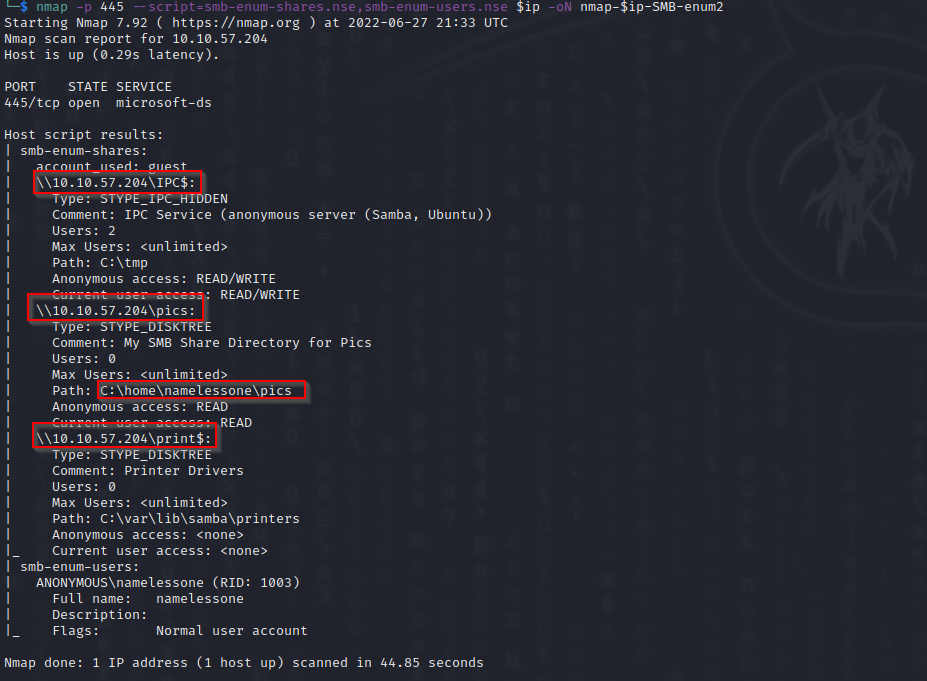 └─$ nmap -p 445 --script=smb-enum-shares.nse,smb-enum-users.nse $ip -oN nmap-$ip-SMB-enum2
Starting Nmap 7.92 ( https://nmap.org ) at 2022-06-27 21:33 UTC
Nmap scan report for 10.10.57.204
Host is up (0.29s latency).

PORT    STATE SERVICE
445/tcp open  microsoft-ds

Host script results:
| smb-enum-shares:
|   account_used: guest
|   \\10.10.57.204\IPC$:
|     Type: STYPE_IPC_HIDDEN
|     Comment: IPC Service (anonymous server (Samba, Ubuntu))
|     Users: 2
|     Max Users: <unlimited>
|     Path: C:\tmp
|     Anonymous access: READ/WRITE
|     Current user access: READ/WRITE
|   \\10.10.57.204\pics:
|     Type: STYPE_DISKTREE
|     Comment: My SMB Share Directory for Pics
|     Users: 0
|     Max Users: <unlimited>
|     Path: C:\home\namelessone\pics
|     Anonymous access: READ
|     Current user access: READ
|   \\10.10.57.204\print$:
|     Type: STYPE_DISKTREE
|     Comment: Printer Drivers
|     Users: 0
|     Max Users: <unlimited>
|     Path: C:\var\lib\samba\printers
|     Anonymous access: <none>
|_    Current user access: <none>
| smb-enum-users:
|   ANONYMOUS\namelessone (RID: 1003)
|     Full name:   namelessone
|     Description:
|_    Flags:       Normal user account

Nmap done: 1 IP address (1 host up) scanned in 44.85 seconds